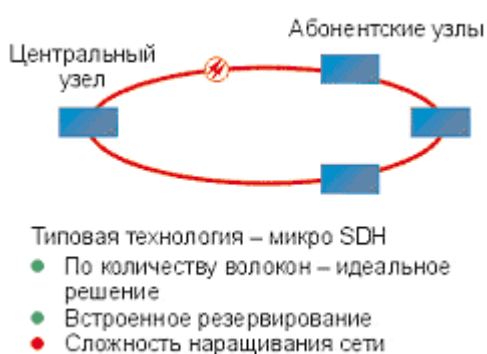 Абонентские узлы
Центральный
узел
Типовая технология – микро SDH
По количеству волокон – идеальное
решение
Встроенное резервирование
Сложность наращивания сети